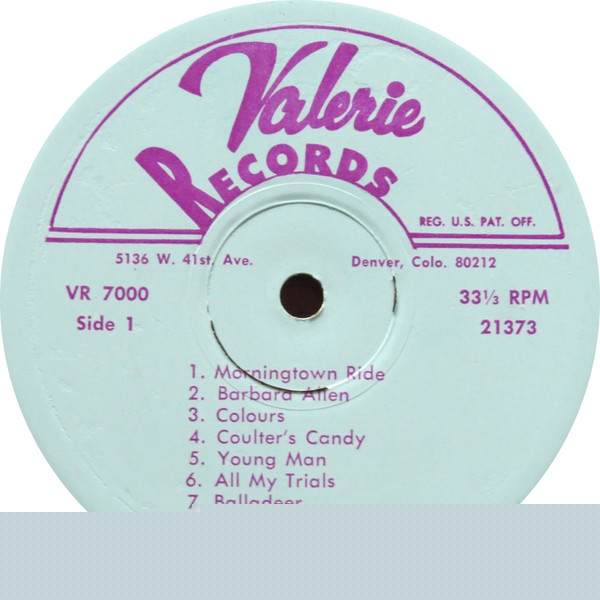 Valerie
RECORDS
REG. U.S. PAT. OFF.
5136 W. 41st. Ave. Denver, Colo. 80212
VR 7000 33⅓ RPM
Side 1 21373
1. Morningtown Ride
2. Barbara Allen
3. Colours
4. Coulter's Candy
5. Young Man
6. All My Trials
7. Balladeer